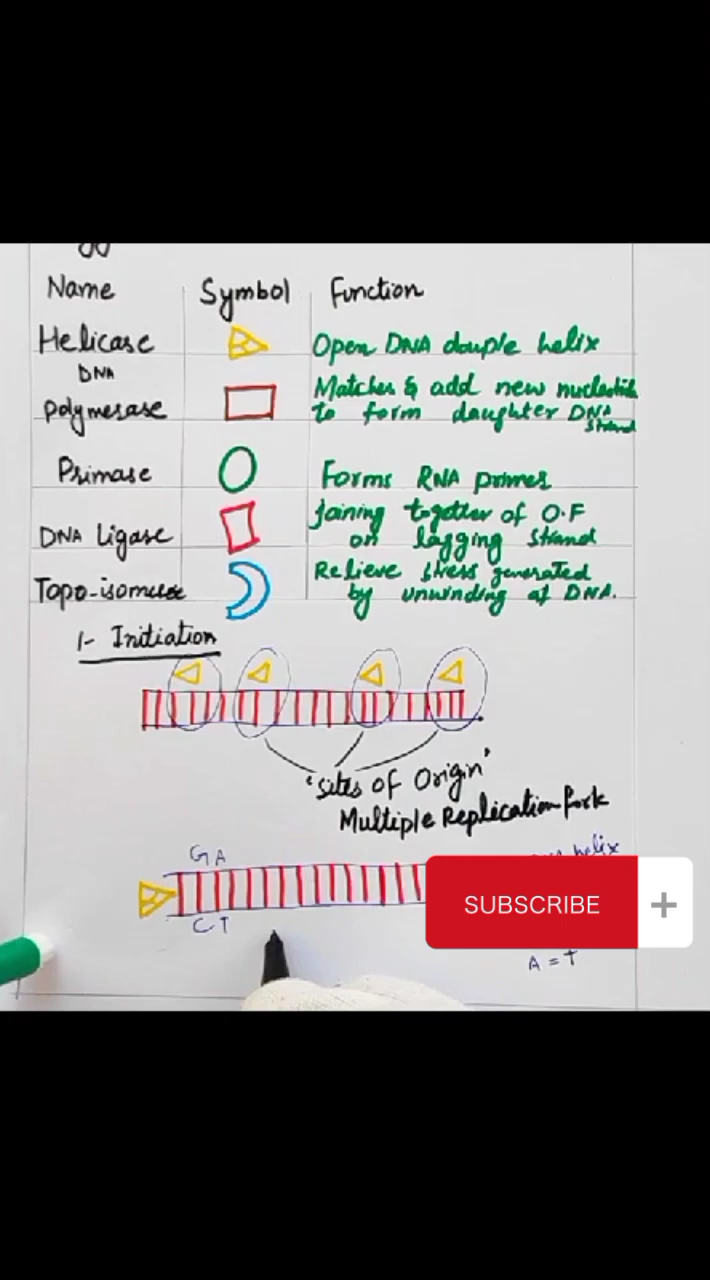 Name Symbol Function
Helicase Open DNA douple helix
DNA
polymerase
Matches & add new nucleotide
to form daughter DNA
Strand
Primase Forms RNA primer
DNA ligase
joining together of O.F
on lagging strand
Topo-isomerase
Relieve stress generated
by unwinding of DNA.
1- Initiation
'Sites of Origin'
Multiple Replication fork
helix
G A
SUBSCRIBE +
C T
A = T